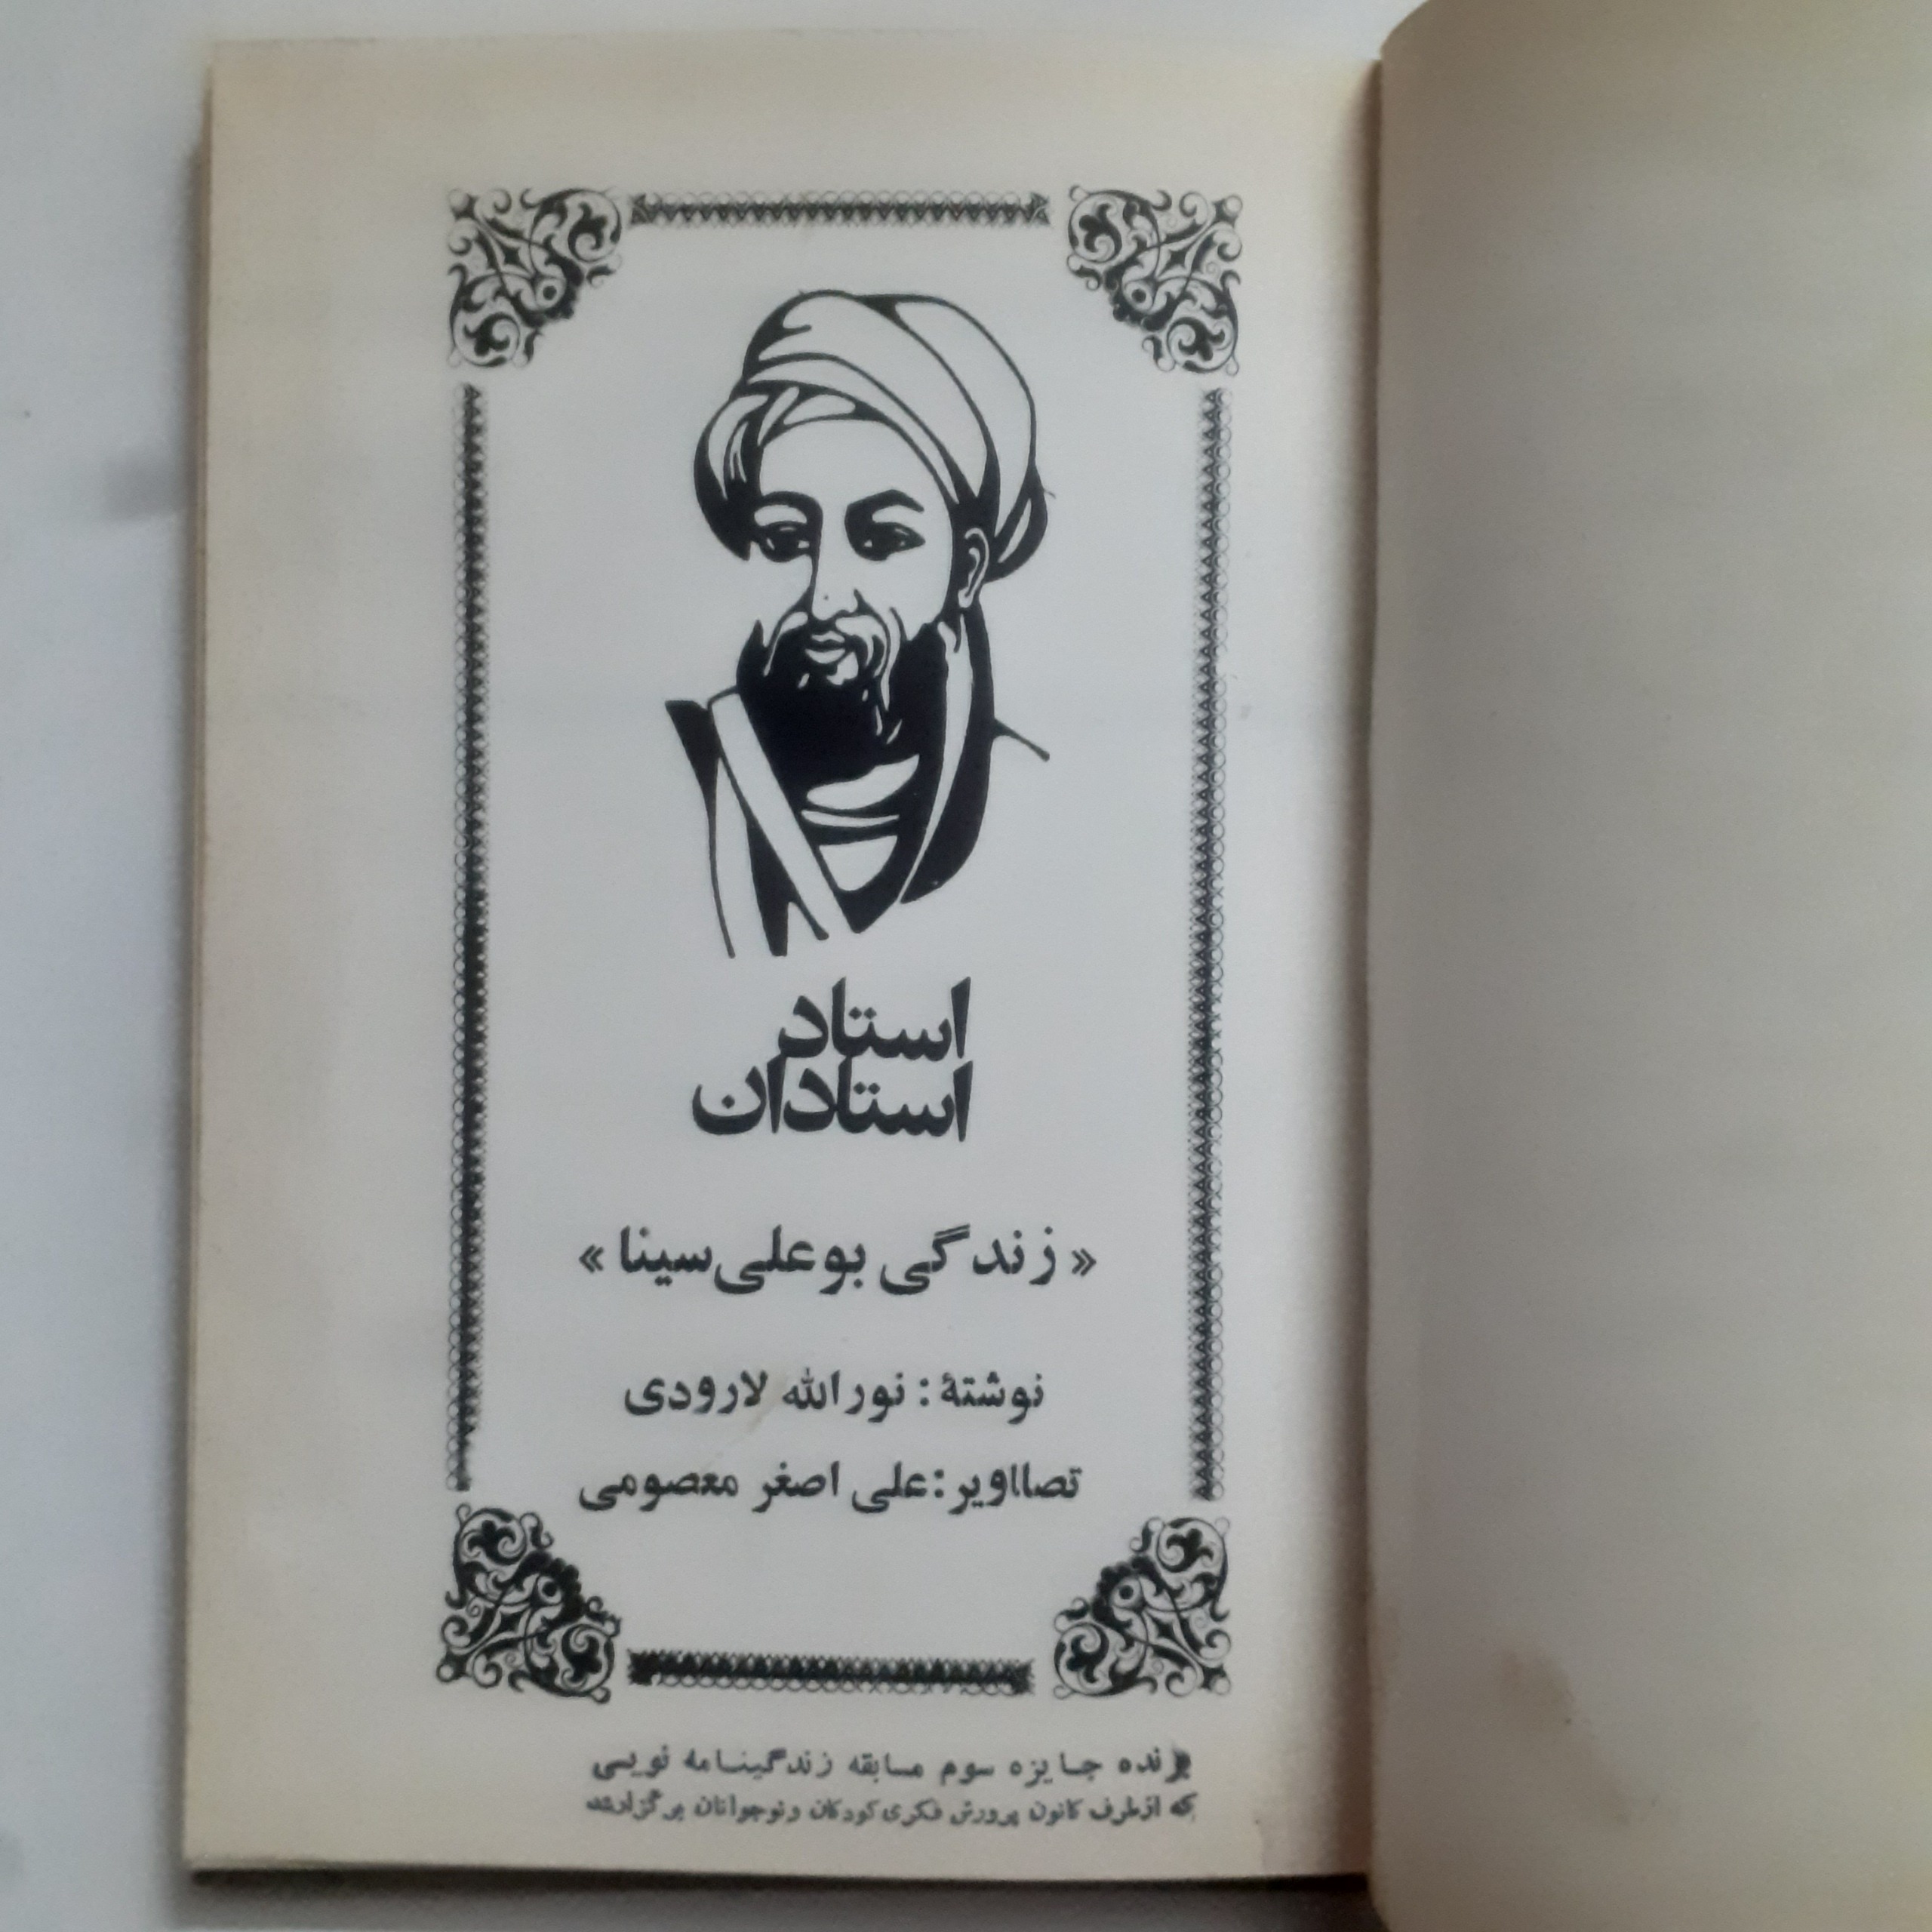 استاد
استادان
« زندگی بوعلی‌سینا »
نوشتهٔ : نورالله لارودی
تصااویر:علی اصغر معصومی
برنده جایزه سوم مسابقه زندگینامه نویسی
که ازطرف کانون پرورش فکری کودکان و نوجوانان برگزارشد